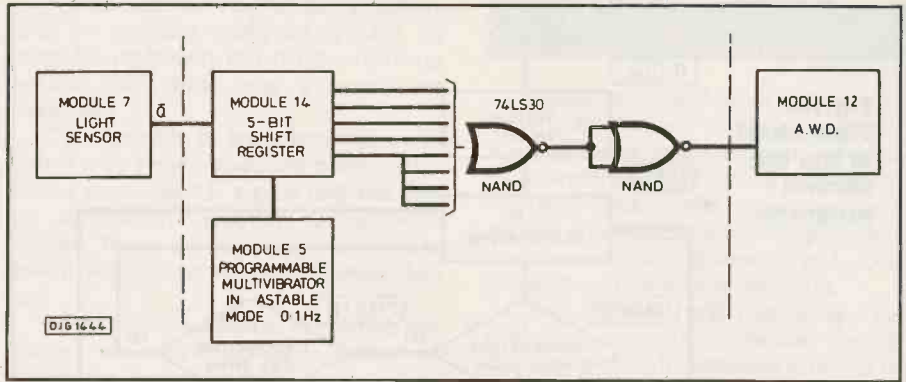 MODULE 7
LIGHT
SENSOR
Q̄
MODULE 14
5-BIT
SHIFT
REGISTER
74LS30
NAND
NAND
MODULE 12
A.W.D.
MODULE 5
PROGRAMMABLE
MULTIVIBRATOR
IN ASTABLE
MODE 0·1Hz
DJG1444